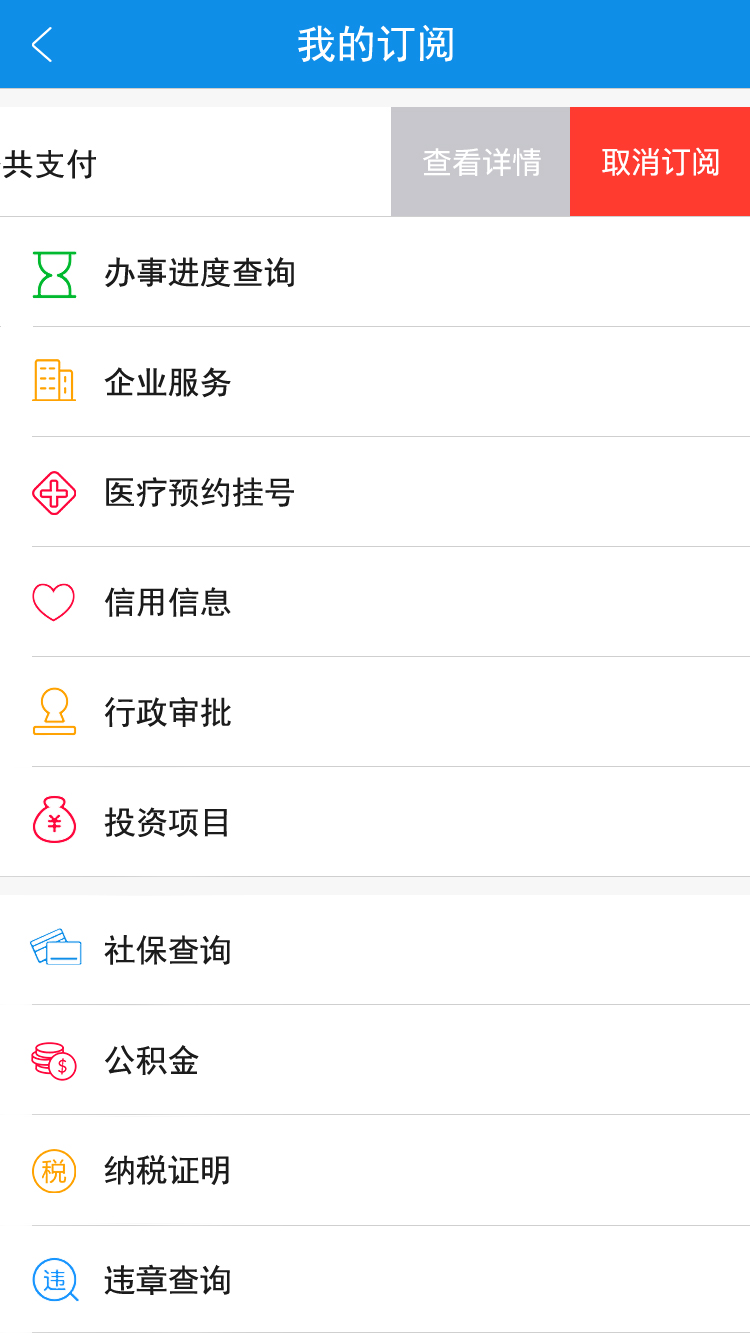 我的订阅
共支付 查看详情 取消订阅
办事进度查询
企业服务
医疗预约挂号
信用信息
行政审批
¥ 投资项目
社保查询
$ 公积金
税 纳税证明
违 违章查询